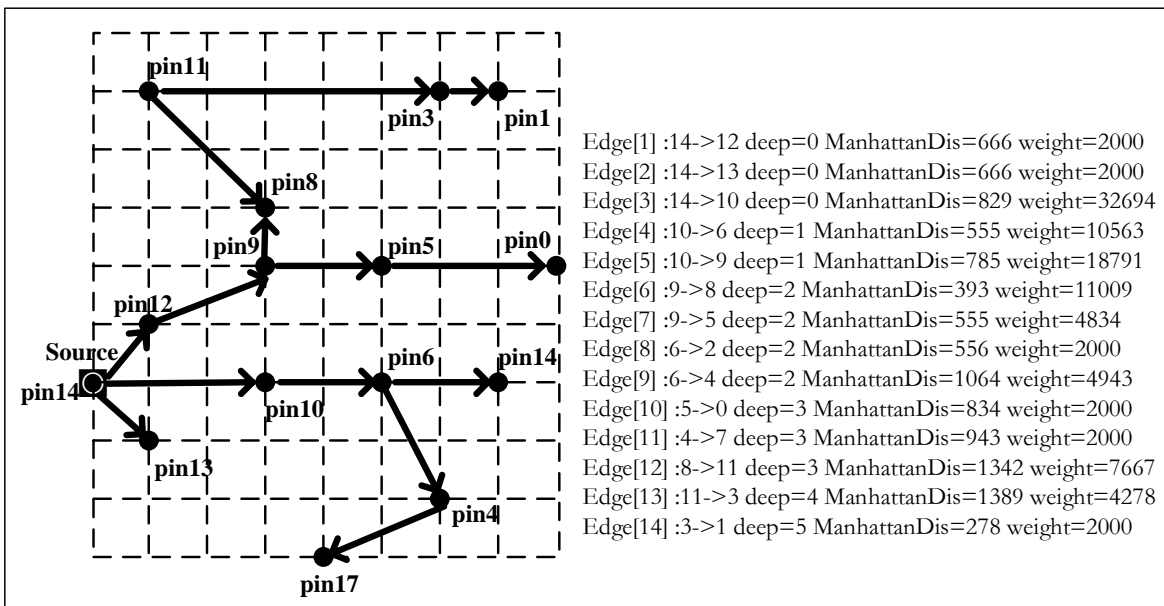 pin11
pin3
pin1
pin8
pin9
pin5
pin0
pin12
Source
pin14
pin6
pin14
pin10
pin13
pin4
pin17
Edge[1] :14->12 deep=0 ManhattanDis=666 weight=2000
Edge[2] :14->13 deep=0 ManhattanDis=666 weight=2000
Edge[3] :14->10 deep=0 ManhattanDis=829 weight=32694
Edge[4] :10->6 deep=1 ManhattanDis=555 weight=10563
Edge[5] :10->9 deep=1 ManhattanDis=785 weight=18791
Edge[6] :9->8 deep=2 ManhattanDis=393 weight=11009
Edge[7] :9->5 deep=2 ManhattanDis=555 weight=4834
Edge[8] :6->2 deep=2 ManhattanDis=556 weight=2000
Edge[9] :6->4 deep=2 ManhattanDis=1064 weight=4943
Edge[10] :5->0 deep=3 ManhattanDis=834 weight=2000
Edge[11] :4->7 deep=3 ManhattanDis=943 weight=2000
Edge[12] :8->11 deep=3 ManhattanDis=1342 weight=7667
Edge[13] :11->3 deep=4 ManhattanDis=1389 weight=4278
Edge[14] :3->1 deep=5 ManhattanDis=278 weight=2000